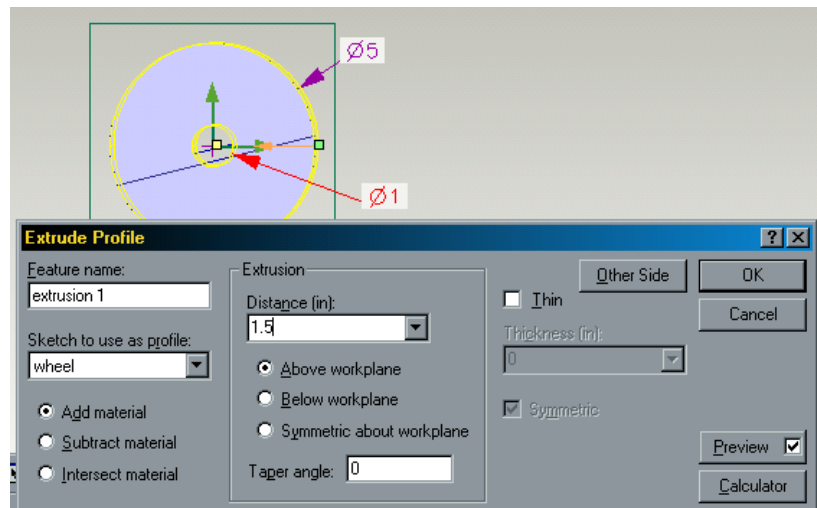 Ø5
Ø1
Extrude Profile
Feature name:
extrusion 1
Sketch to use as profile:
wheel
Add material
Subtract material
Intersect material
Extrusion
Distance (in):
1.5
Above workplane
Below workplane
Symmetric about workplane
Taper angle: 0
Other Side
Thin
Thickness (in):
0
Symmetric
OK
Cancel
Preview
Calculator